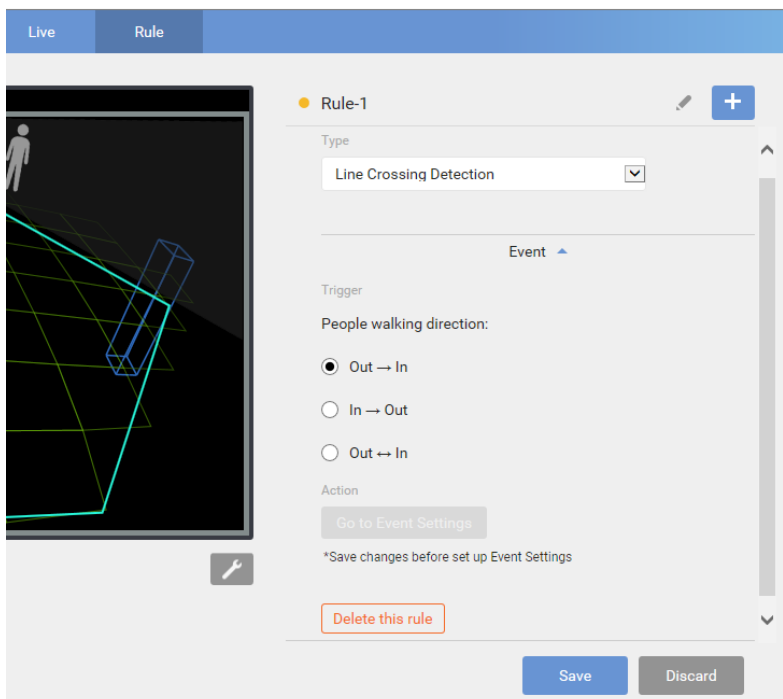 Live
Rule
Rule-1
Type
Line Crossing Detection
Event
Trigger
People walking direction:
Out → In
In → Out
Out ↔ In
Action
Go to Event Settings
*Save changes before set up Event Settings
Delete this rule
Save
Discard